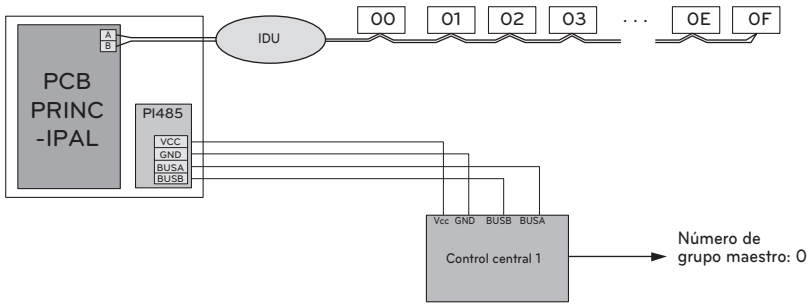 00 01 02 03 ... 0E 0F
A
B
IDU
PCB
PRINC
-IPAL
PI485
VCC
GND
BUSA
BUSB
Vcc GND BUSB BUSA
Control central 1
Número de
grupo maestro: 0